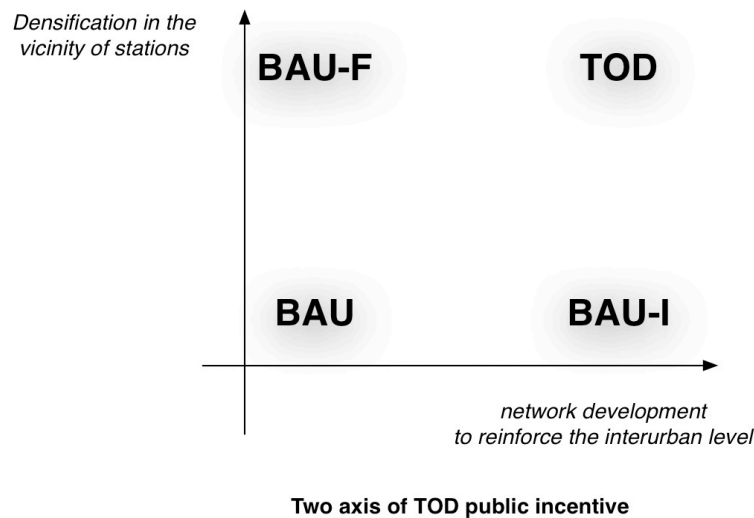 Densification in the
vicinity of stations
BAU-F
TOD
BAU
BAU-I
network development
to reinforce the interurban level
Two axis of TOD public incentive